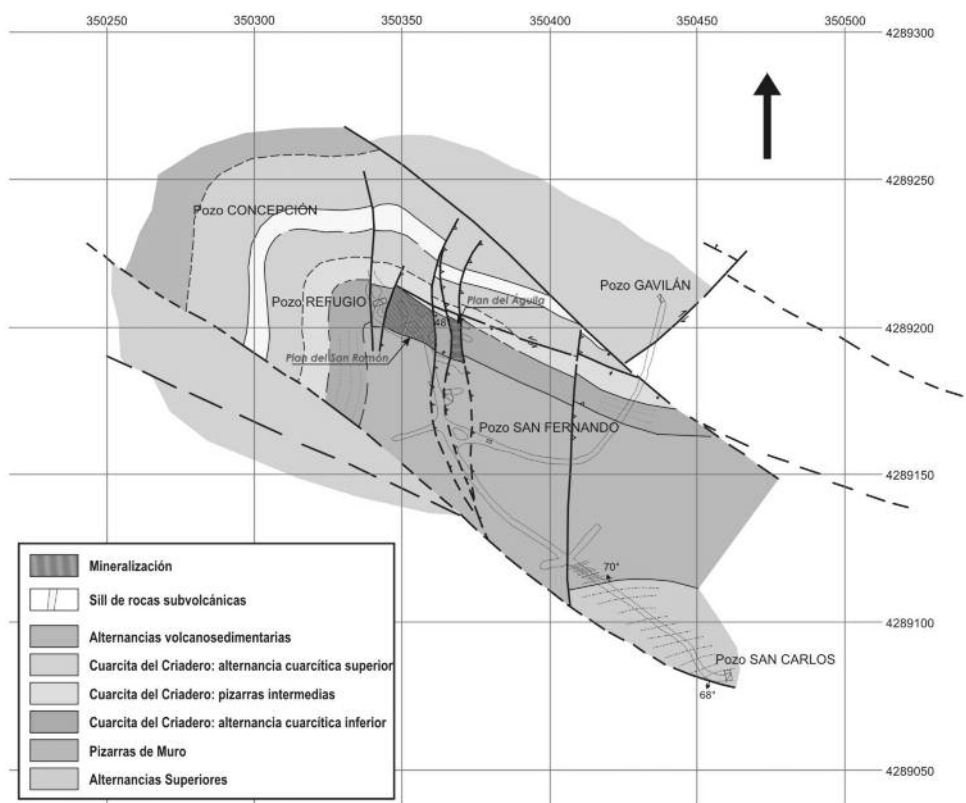 350250 350300 350350 350400 350450 350500
4289300
4289250
Pozo CONCEPCIÓN
Pozo GAVILÁN
Pozo REFUGIO
Plan del Águila
48
4289200
Plan del San Román
Pozo SAN FERNANDO
4289150
70°
4289100
Pozo SAN CARLOS
68°
4289050
Mineralización
Sill de rocas subvolcánicas
Alternancias volcanosedimentarias
Cuarcita del Criadero: alternancia cuarcítica superior
Cuarcita del Criadero: pizarras intermedias
Cuarcita del Criadero: alternancia cuarcítica inferior
Pizarras de Muro
Alternancias Superiores